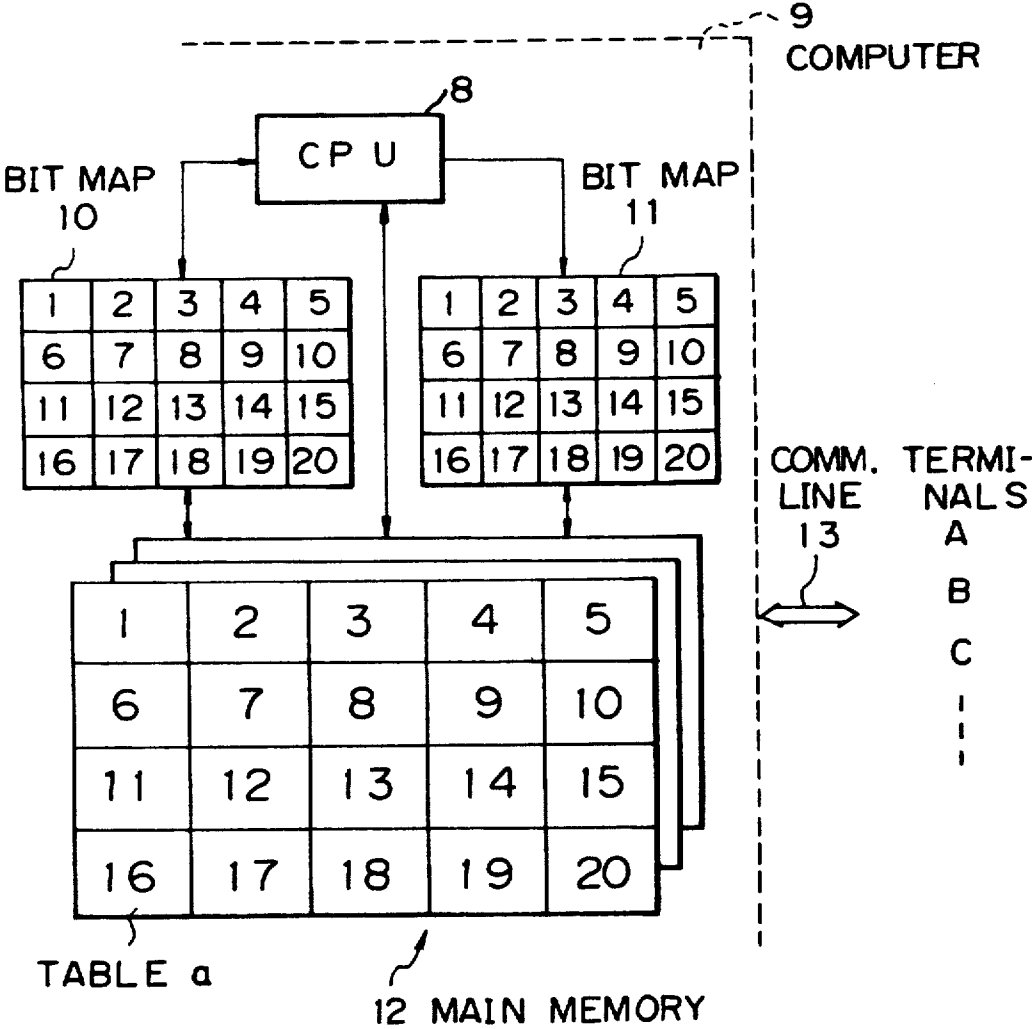 9
COMPUTER
8
CPU
BIT MAP
10
BIT MAP
11
1 2 3 4 5
6 7 8 9 10
11 12 13 14 15
16 17 18 19 20
1 2 3 4 5
6 7 8 9 10
11 12 13 14 15
16 17 18 19 20
COMM.
LINE
13
TERMI-
NALS
A
B
C
1 2 3 4 5
6 7 8 9 10
11 12 13 14 15
16 17 18 19 20
TABLE a
12 MAIN MEMORY